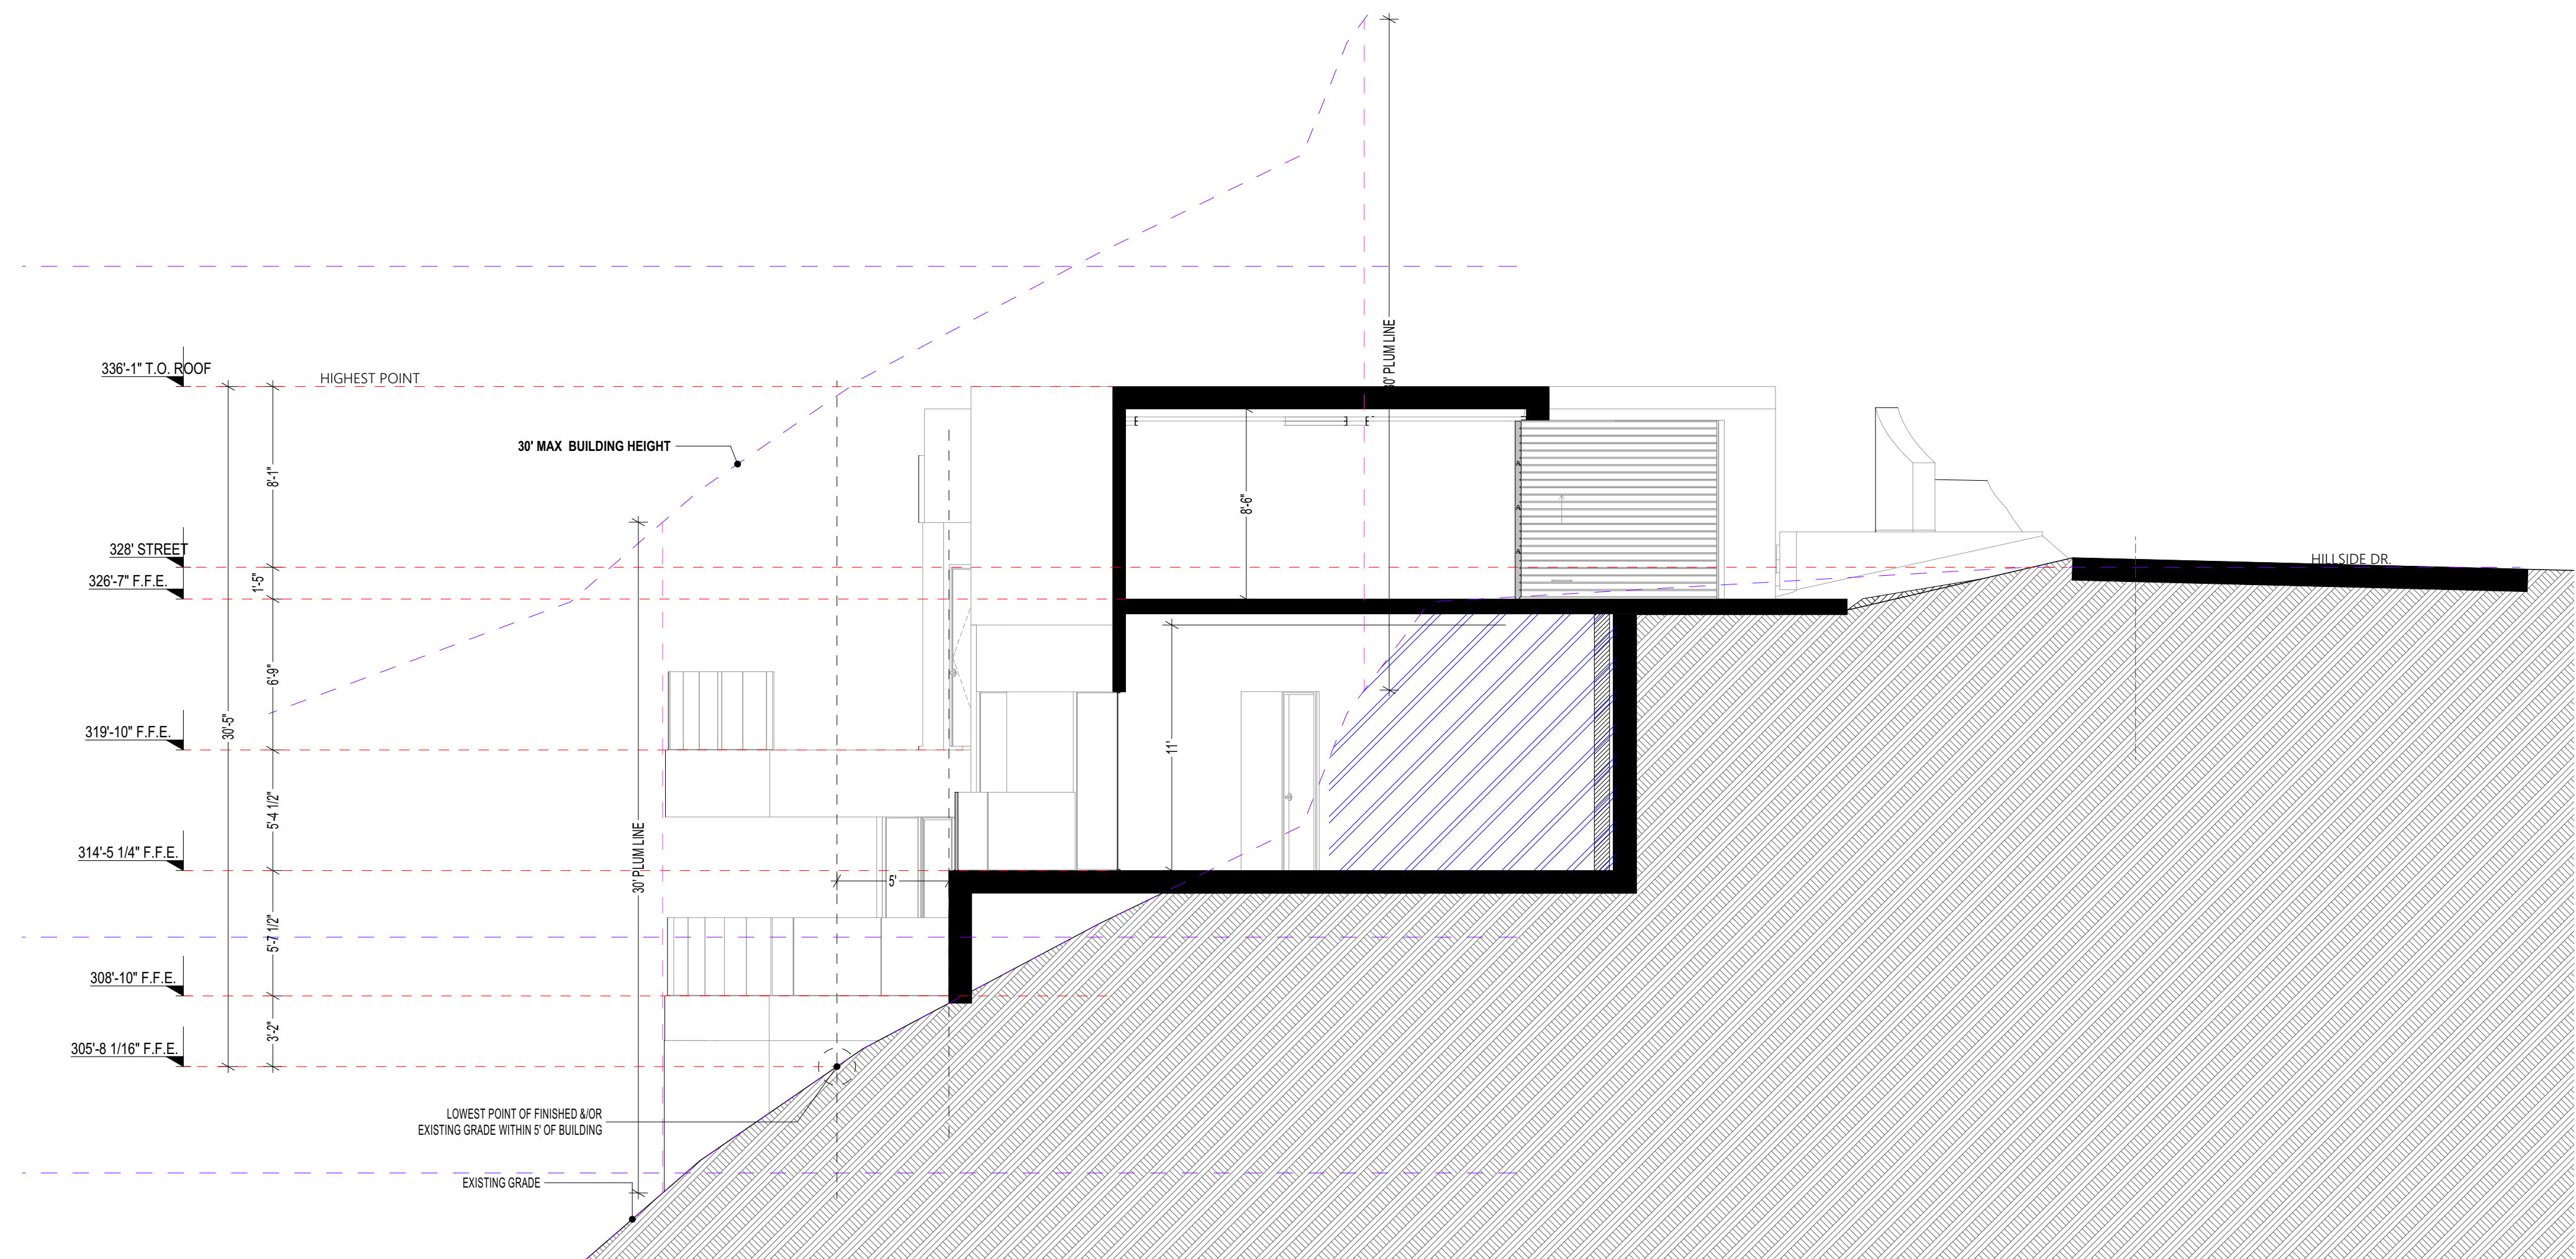 30' PLUM LINE
336'-1" T.O. ROOF
HIGHEST POINT
30' MAX BUILDING HEIGHT
8'-1"
8'-6"
328' STREET
HILLSIDE DR.
326'-7" F.F.E.
1'-5"
6'-9"
30'-5"
319'-10" F.F.E.
11'
5'-4 1/2"
30' PLUM LINE
314'-5 1/4" F.F.E.
5'
5'-7 1/2"
308'-10" F.F.E.
3'-2"
305'-8 1/16" F.F.E.
LOWEST POINT OF FINISHED &/OR
EXISTING GRADE WITHIN 5' OF BUILDING
EXISTING GRADE